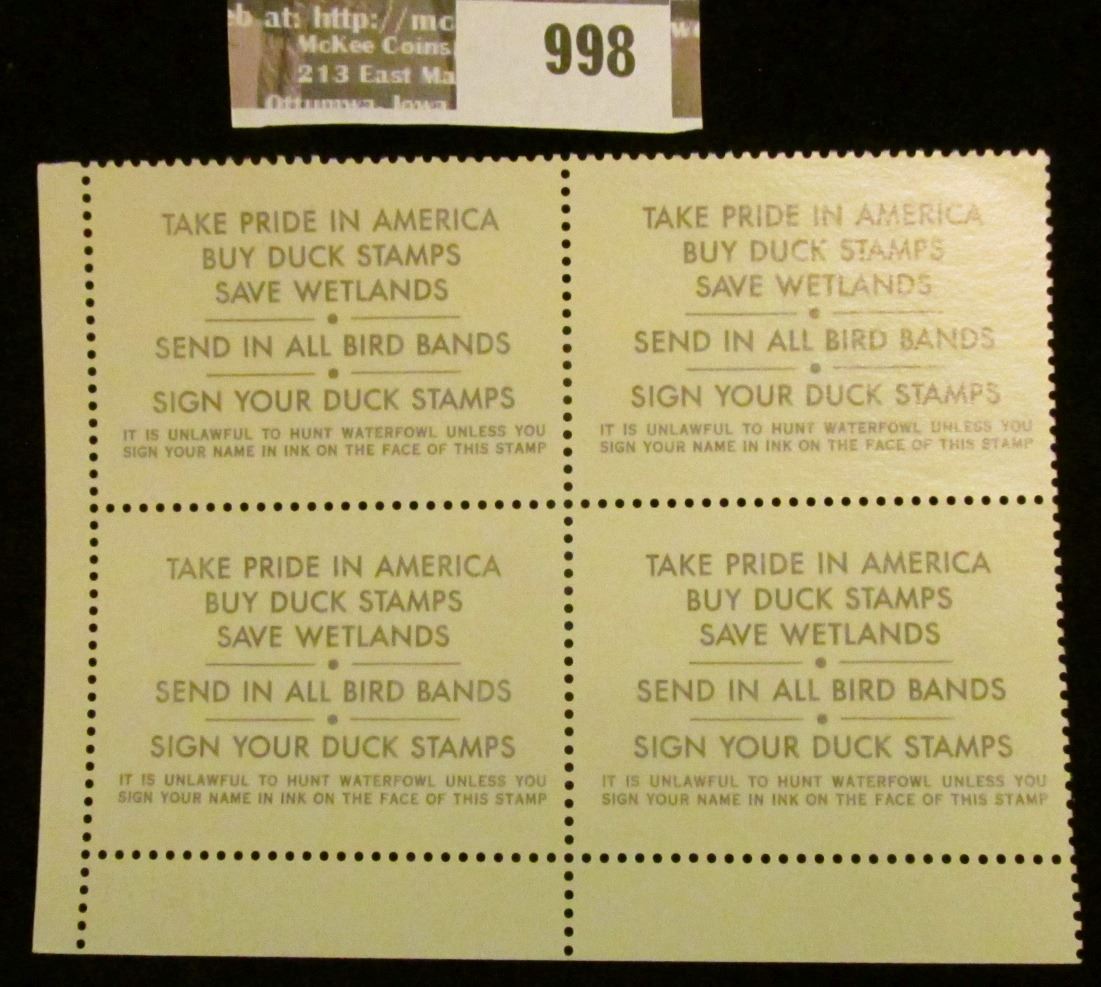 eb at: http://mc
McKee Coins
213 East Ma
Ottumwa, Iowa
998
TAKE PRIDE IN AMERICA
BUY DUCK STAMPS
SAVE WETLANDS
SEND IN ALL BIRD BANDS
SIGN YOUR DUCK STAMPS
IT IS UNLAWFUL TO HUNT WATERFOWL UNLESS YOU
SIGN YOUR NAME IN INK ON THE FACE OF THIS STAMP
TAKE PRIDE IN AMERICA
BUY DUCK STAMPS
SAVE WETLANDS
SEND IN ALL BIRD BANDS
SIGN YOUR DUCK STAMPS
IT IS UNLAWFUL TO HUNT WATERFOWL UNLESS YOU
SIGN YOUR NAME IN INK ON THE FACE OF THIS STAMP
TAKE PRIDE IN AMERICA
BUY DUCK STAMPS
SAVE WETLANDS
SEND IN ALL BIRD BANDS
SIGN YOUR DUCK STAMPS
IT IS UNLAWFUL TO HUNT WATERFOWL UNLESS YOU
SIGN YOUR NAME IN INK ON THE FACE OF THIS STAMP
TAKE PRIDE IN AMERICA
BUY DUCK STAMPS
SAVE WETLANDS
SEND IN ALL BIRD BANDS
SIGN YOUR DUCK STAMPS
IT IS UNLAWFUL TO HUNT WATERFOWL UNLESS YOU
SIGN YOUR NAME IN INK ON THE FACE OF THIS STAMP